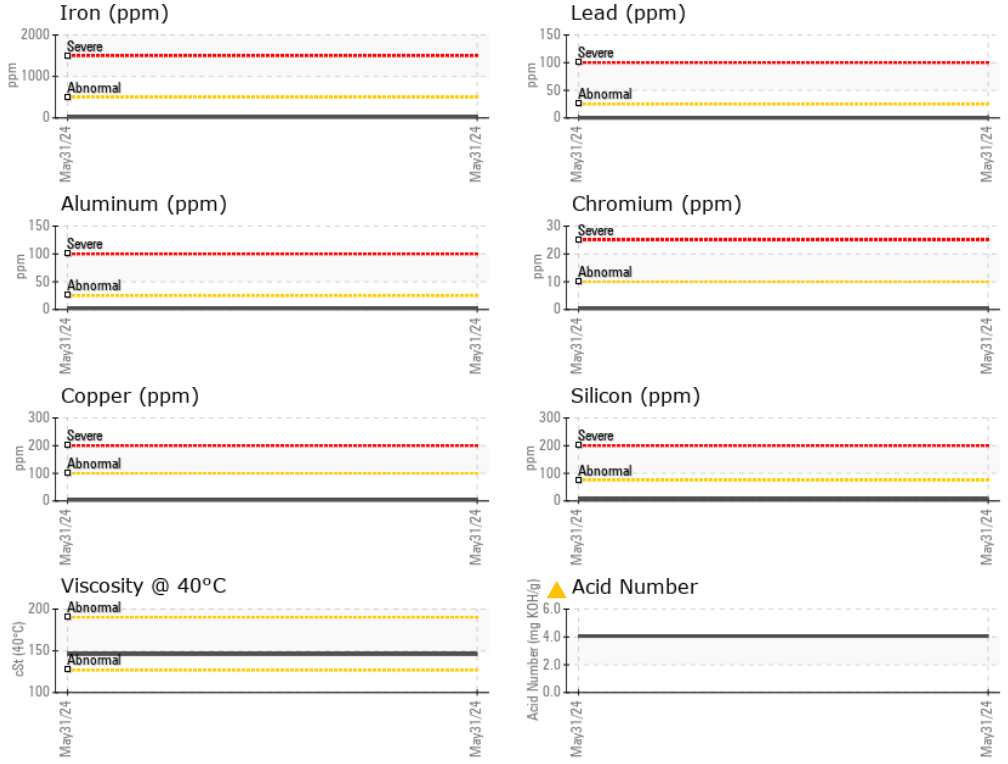 Iron (ppm)
2000
1000
0
ppm
Severe
Abnormal
May31/24
May31/24
Lead (ppm)
150
100
50
0
ppm
Severe
Abnormal
May31/24
May31/24
Aluminum (ppm)
150
100
50
0
ppm
Severe
Abnormal
May31/24
May31/24
Chromium (ppm)
30
20
10
0
ppm
Severe
Abnormal
May31/24
May31/24
Copper (ppm)
300
200
100
0
ppm
Severe
Abnormal
May31/24
May31/24
Silicon (ppm)
300
200
100
0
ppm
Severe
Abnormal
May31/24
May31/24
Viscosity @ 40°C
200
150
100
cSt (40°C)
Abnormal
Abnormal
May31/24
May31/24
Acid Number
6.0
4.0
2.0
0.0
Acid Number (mg KOH/g)
May31/24
May31/24